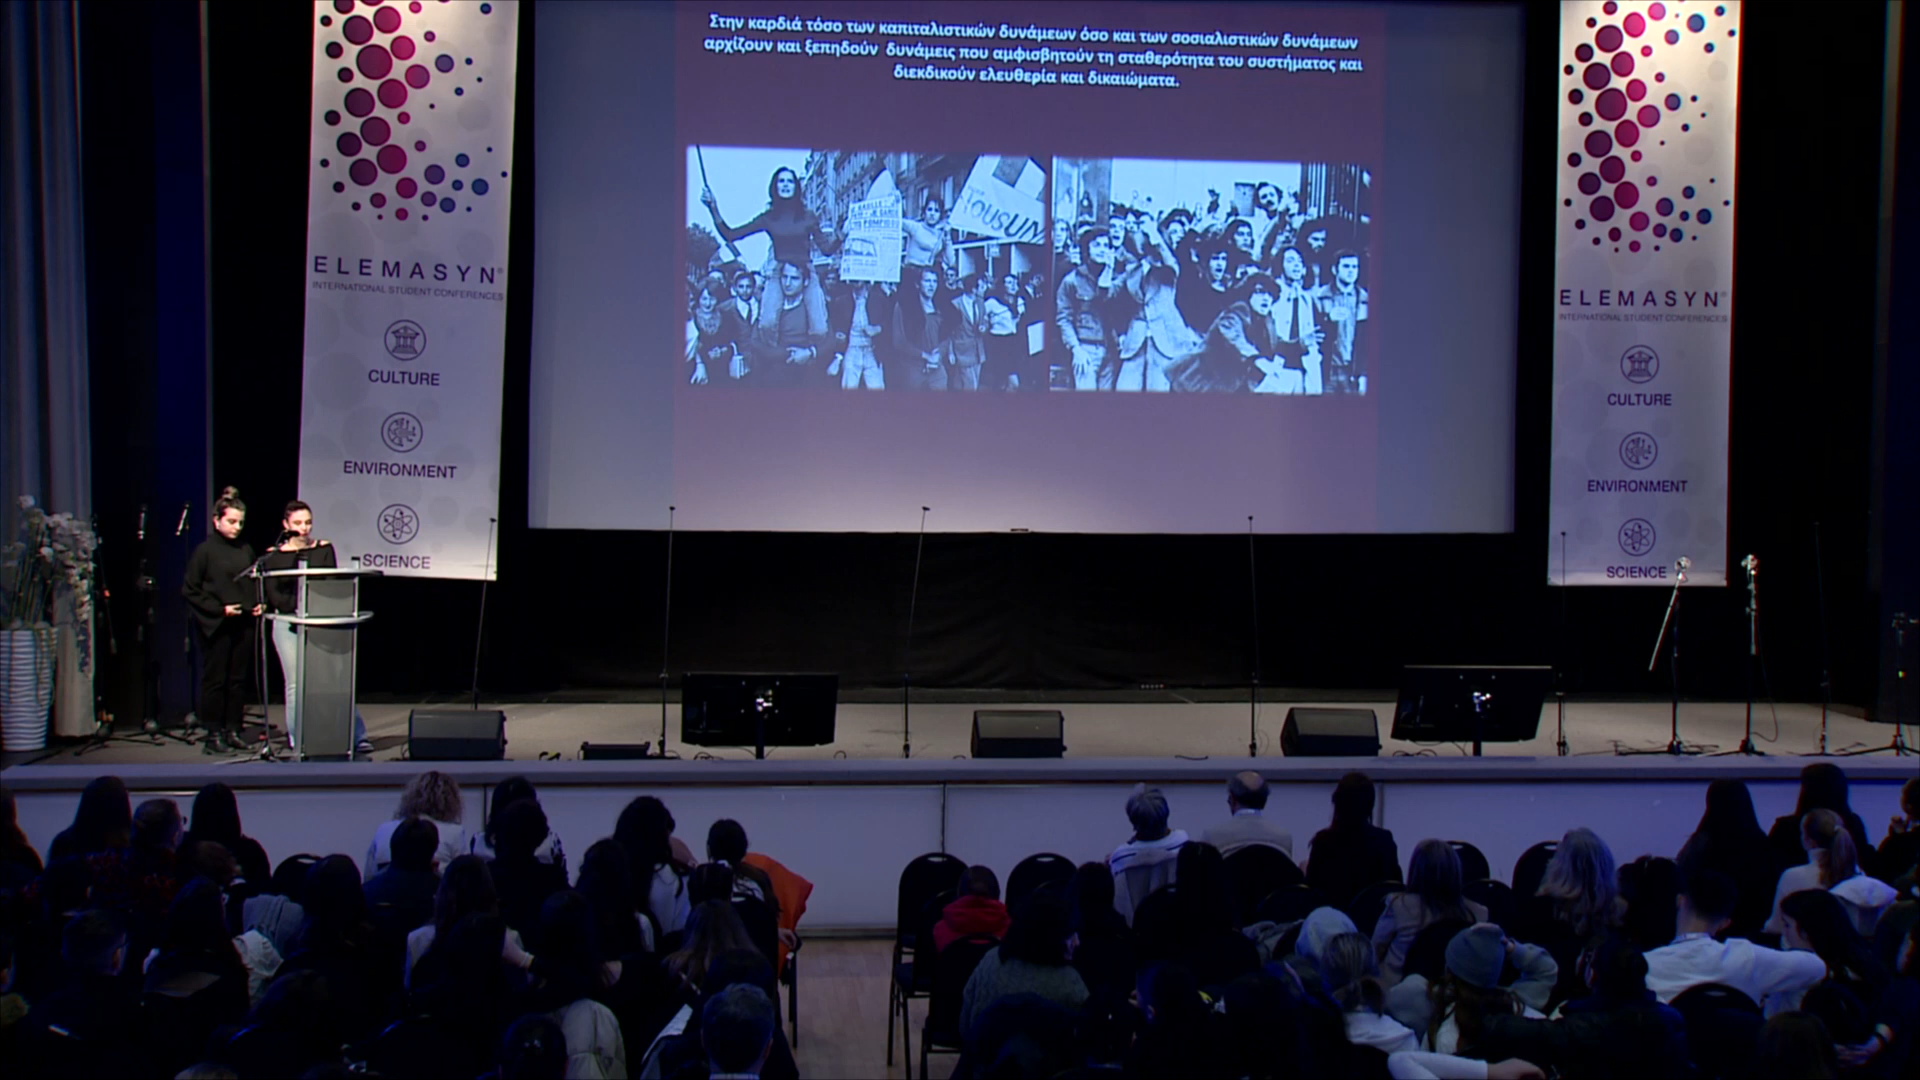 Στην καρδιά τόσο των καπιταλιστικών δυνάμεων όσο και των σοσιαλιστικών δυνάμεων
αρχίζουν και ξεπηδούν δυνάμεις που αμφισβητούν τη σταθερότητα του συστήματος και
διεκδικούν ελευθερία και δικαιώματα.
TOUS UN
ELEMASYN
INTERNATIONAL STUDENT CONFERENCES
CULTURE
ENVIRONMENT
SCIENCE
ELEMASYN
INTERNATIONAL STUDENT CONFERENCES
CULTURE
ENVIRONMENT
SCIENCE